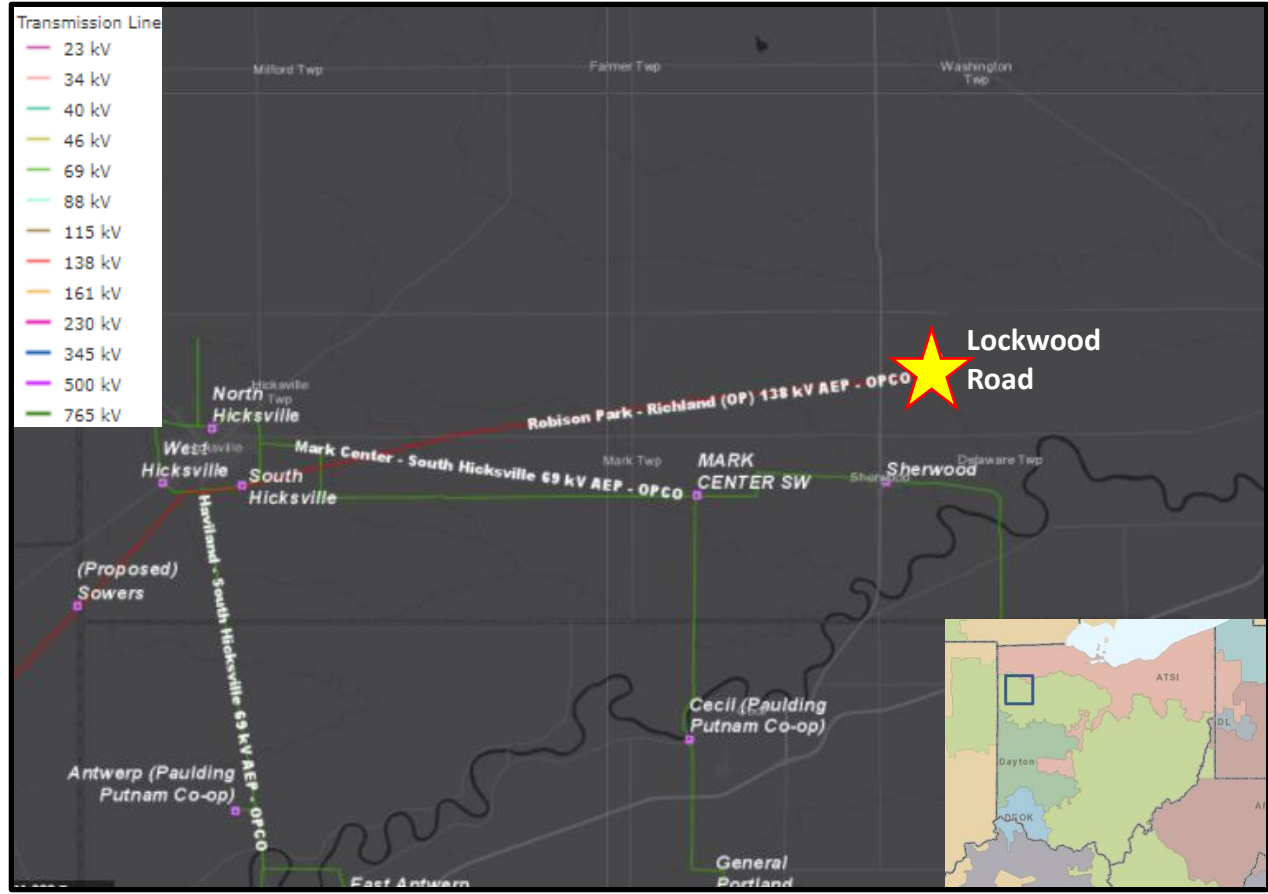 Transmission Line
23 kV
34 kV
40 kV
46 kV
69 kV
88 kV
115 kV
138 kV
161 kV
230 kV
345 kV
500 kV
765 kV
Milford Twp
Farmer Twp
Washington
Twp
Lockwood
Road
Robison Park - Richland (OP) 138 kV AEP - OPCO
Hicksville
Twp
North
Hicksville
Hicksville
West
Hicksville
South
Hicksville
Mark Center - South Hicksville 69 kV AEP - OPCO
Mark Twp
MARK
CENTER SW
Sherwood
Sherwood
Delaware Twp
(Proposed)
Sowers
Haviland - South Hicksville 69 kV AEP - OPCO
Cecil (Paulding
Putnam Co-op)
Antwerp (Paulding
Putnam Co-op)
East Antwerp
General
Portland
ATSI
DL
Dayton
DEOK